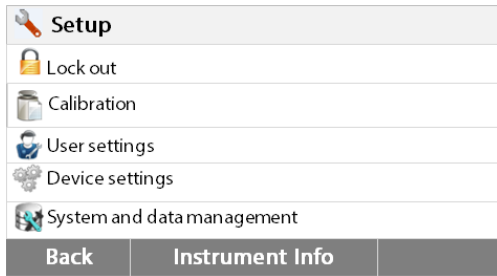 Setup
Lock out
Calibration
User settings
Device settings
System and data management
Back Instrument Info